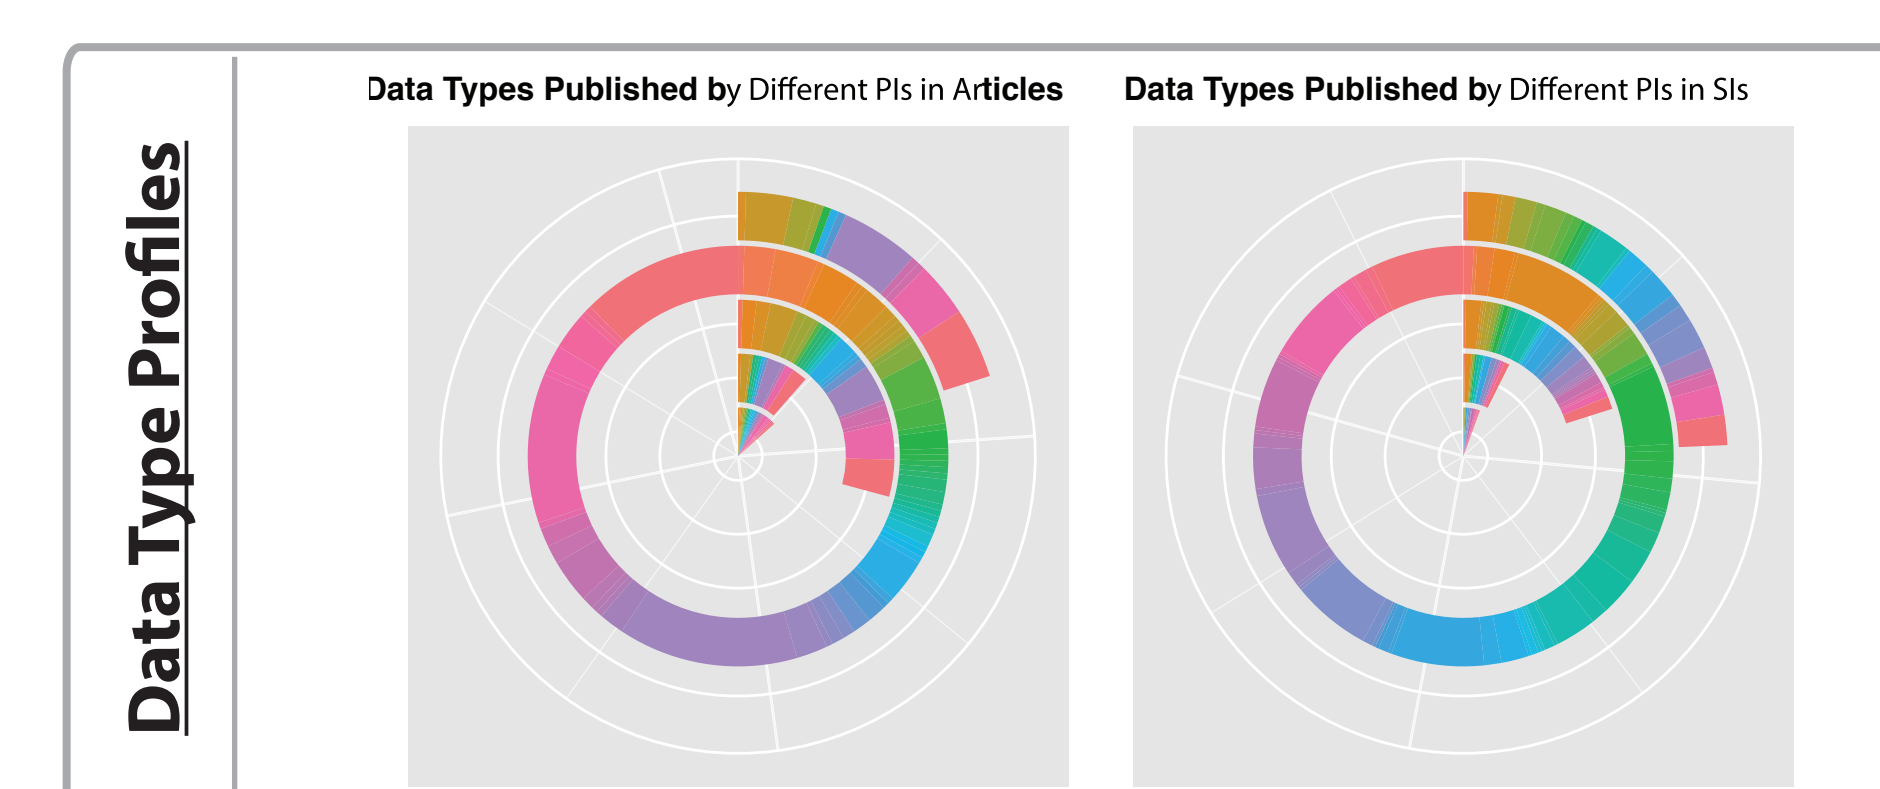 Data Type Profiles
Data Types Published by Different PIs in Articles
Data Types Published by Different PIs in SIs